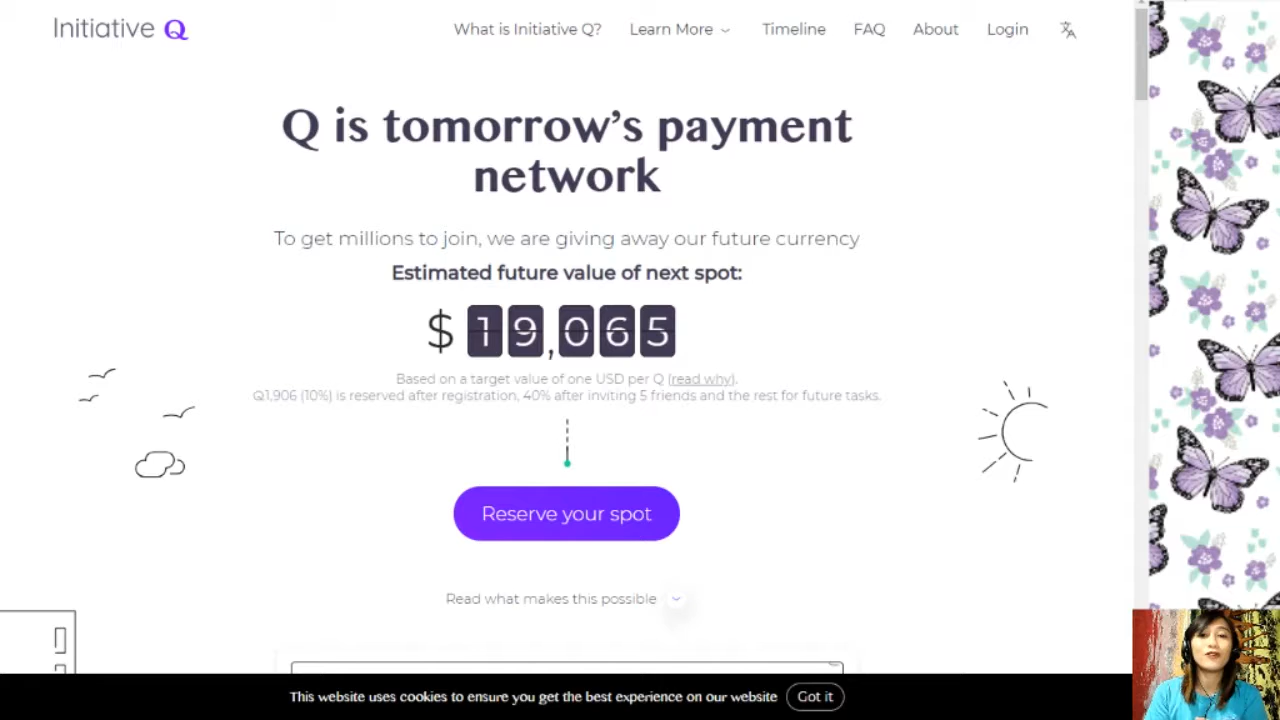 Initiative Q
What is Initiative Q? Learn More Timeline FAQ About Login
Q is tomorrow's payment
network
To get millions to join, we are giving away our future currency
Estimated future value of next spot:
$ 19,065
Based on a target value of one USD per Q (read why).
Q1,906 (10%) is reserved after registration, 40% after inviting 5 friends and the rest for future tasks.
Reserve your spot
Read what makes this possible
This website uses cookies to ensure you get the best experience on our website Got it